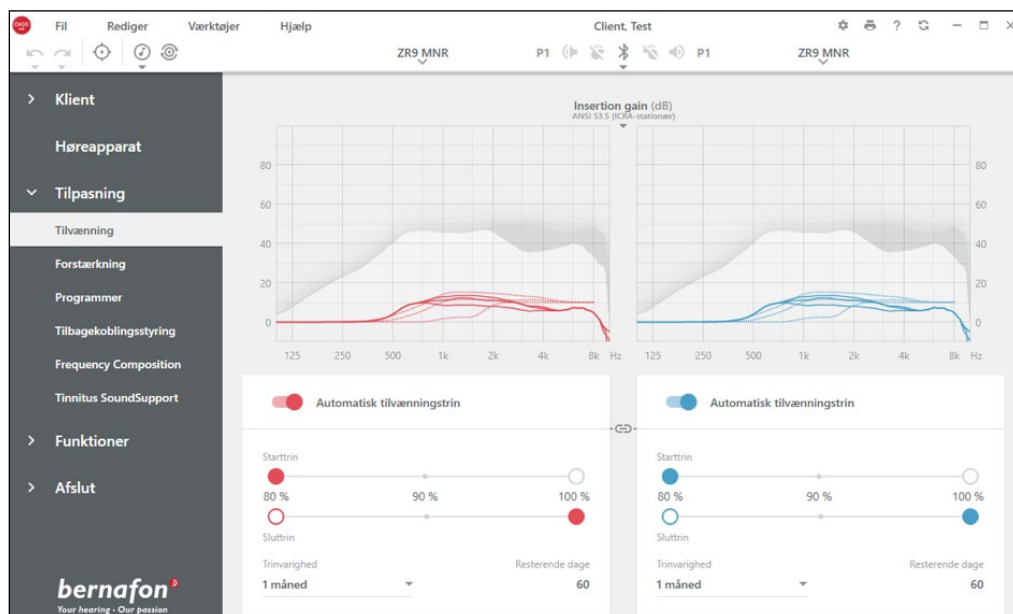 OASIS
Fil Rediger Værktøjer Hjælp Client, Test
ZR9 MNR P1 P1 ZR9 MNR
Klient
Høreapparat
Tilpasning
Tilvænning
Forstærkning
Programmer
Tilbagekoblingsstyring
Frequency Composition
Tinnitus SoundSupport
Funktioner
Afslut
bernafon
Your hearing • Our passion
Insertion gain (dB)
ANSI S3.5 (ICRA-stationær)
80 80
60 60
40 40
20 20
0 0
125 250 500 1k 2k 4k 8k Hz 125 250 500 1k 2k 4k 8k Hz
Automatisk tilvænningstrin Automatisk tilvænningstrin
Starttrin Starttrin
80 % 90 % 100 % 80 % 90 % 100 %
Sluttrin Sluttrin
Trinvarighed Resterende dage Trinvarighed Resterende dage
1 måned 60 1 måned 60